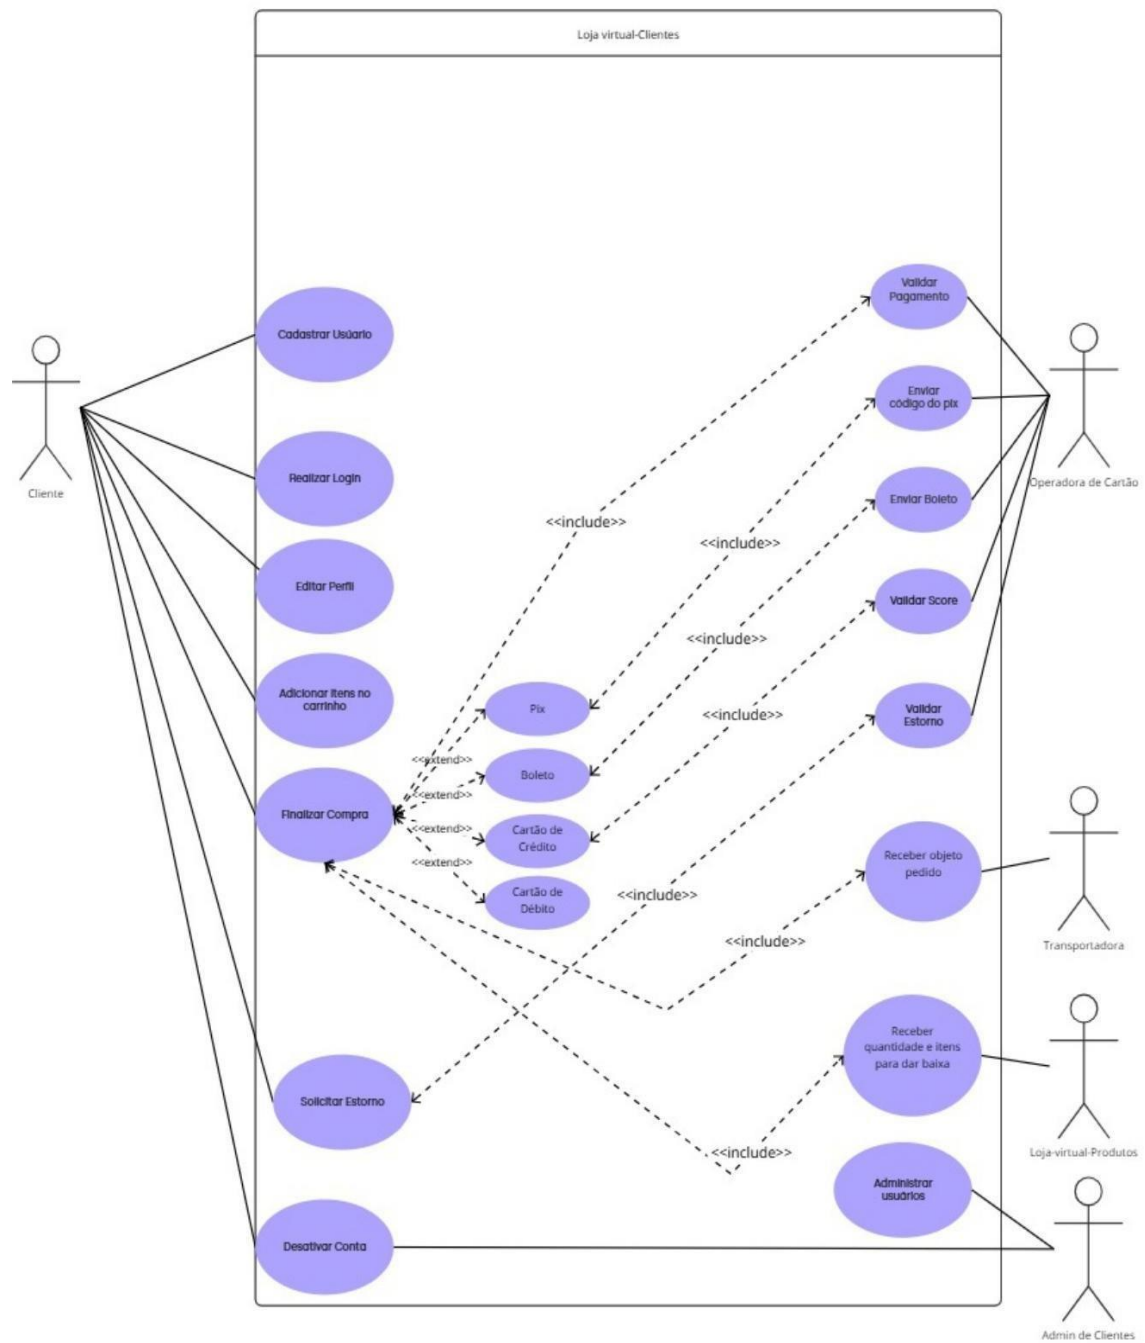 Loja virtual-Clientes
Validar
Pagamento
Cadastrar Usúario
Enviar
código do pix
Realizar Login
Operadora de Cartão
Cliente
Enviar Boleto
<<include>>
<<include>>
Editar Perfil
Validar Score
<<include>>
Adicionar itens no
carrinho
Pix
Validar
Estorno
<<include>>
<<extend>>
Boleto
<<extend>>
Finalizar Compra
<<extend>>
Cartão de
Crédito
<<extend>>
Receber objeto
pedido
<<include>>
Cartão de
Débito
<<include>>
Transportadora
Receber
quantidade e itens
para dar baixa
Solicitar Estorno
<<include>>
Loja-virtual-Produtos
Administrar
usuários
Desativar Conta
Admin de Clientes